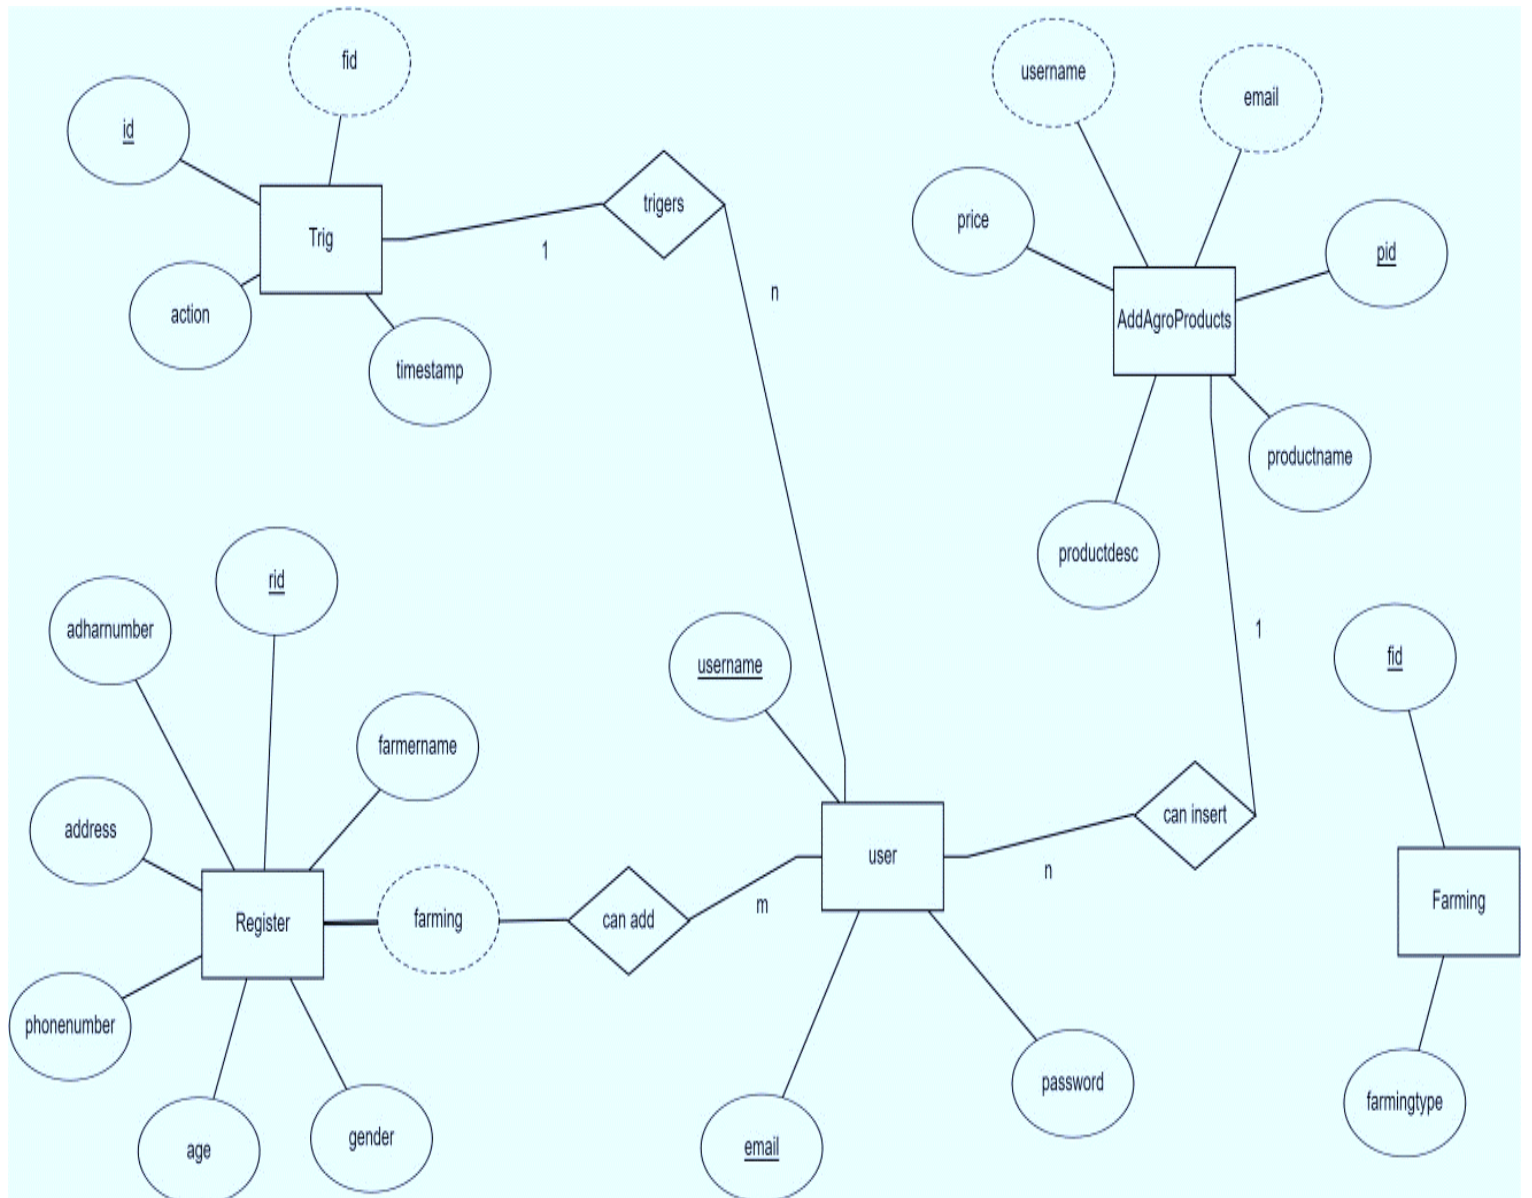 fid
username
email
id
trigers
price
Trig
1
pid
n
action
AddAgroProducts
timestamp
productname
productdesc
rid
adharnumber
1
username
fid
farmername
address
can insert
user
n
Farming
m
Register
farming
can add
phonenumber
password
farmingtype
age
gender
email